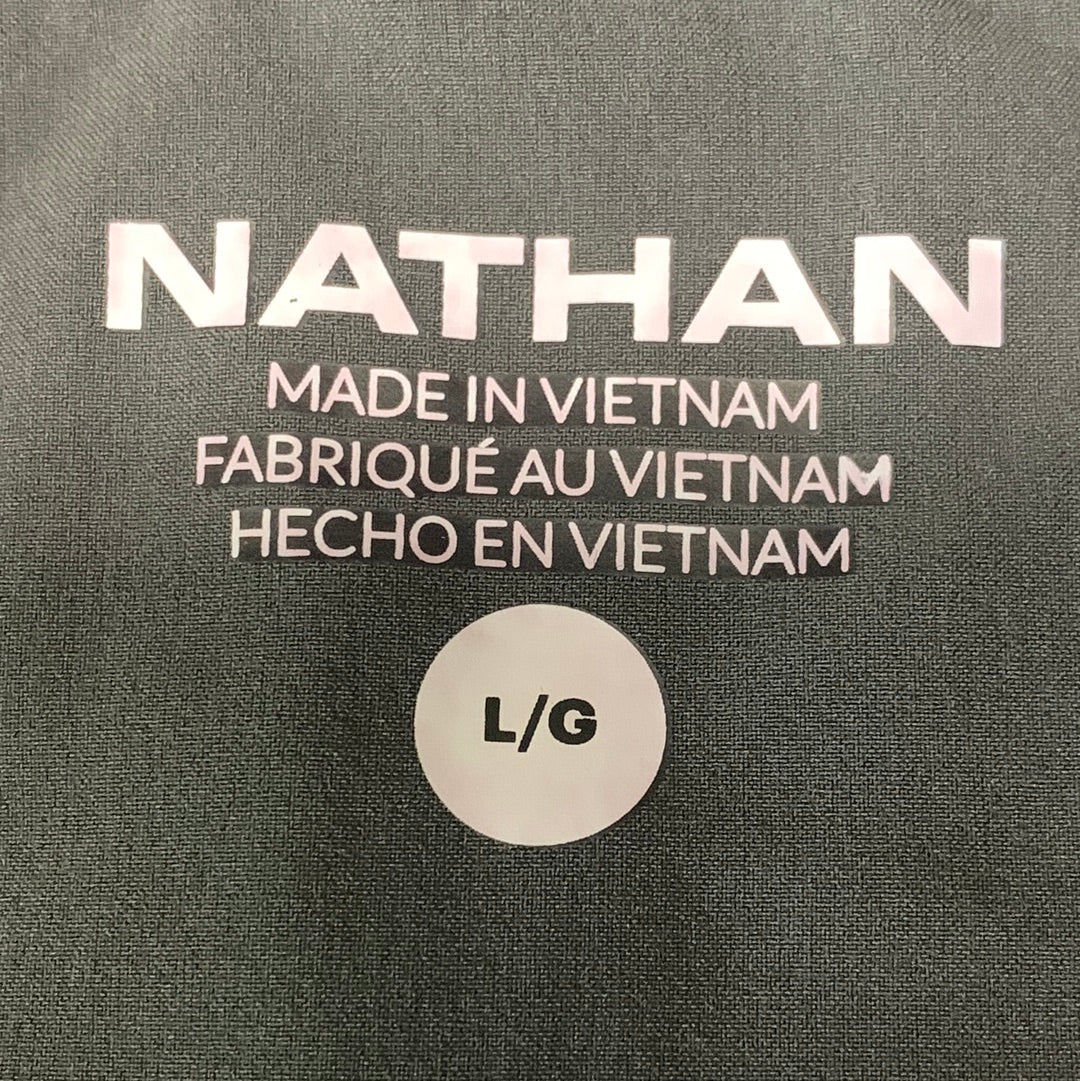 NATHAN
MADE IN VIETNAM
FABRIQUÉ AU VIETNAM
HECHO EN VIETNAM
L/G